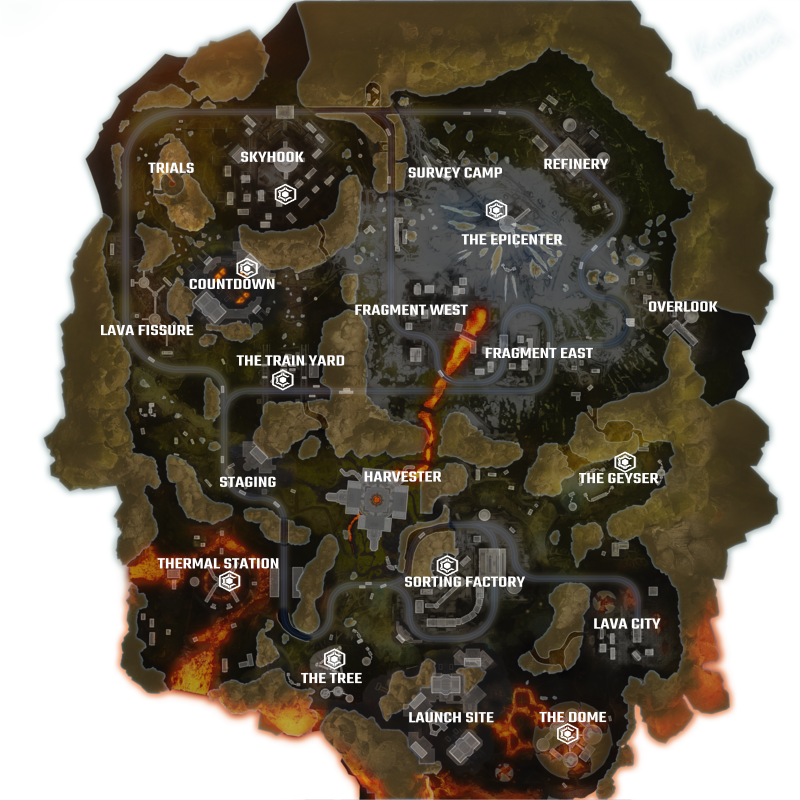 SKYHOOK
TRIALS
SURVEY CAMP
REFINERY
THE EPICENTER
COUNTDOWN
LAVA FISSURE
FRAGMENT WEST
OVERLOOK
FRAGMENT EAST
THE TRAIN YARD
STAGING
HARVESTER
THE GEYSER
THERMAL STATION
SORTING FACTORY
LAVA CITY
THE TREE
LAUNCH SITE
THE DOME